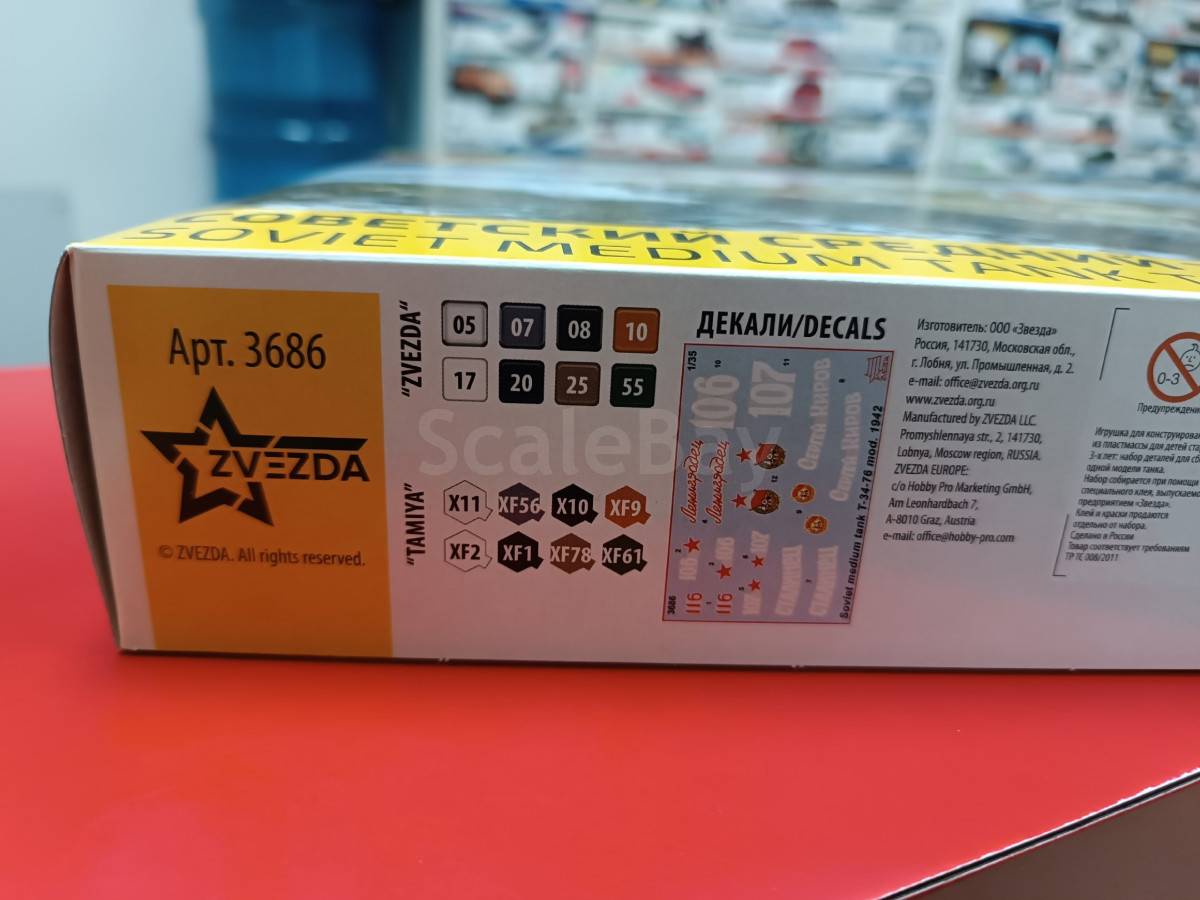 СОВЕТСКИЙ СРЕДНИЙ
SOVIET MEDIUM TANK
Арт. 3686
ZVEZDA
© ZVEZDA. All rights reserved.
"ZVEZDA"
05 07 08 10
17 20 25 55
"TAMIYA"
X11 XF56 X10 XF9
XF2 XF1 XF78 XF61
ДЕКАЛИ/DECALS
3686
1/35
106
107
Ленинградец
Ленинградец
116
116
Soviet medium tank T-34-76 mod. 1942
Изготовитель: ООО «Звезда»
Россия, 141730, Московская обл.,
г. Лобня, ул. Промышленная, д. 2.
e-mail: office@zvezda.org.ru
www.zvezda.org.ru
Manufactured by ZVEZDA LLC.
Promyshlennaya str., 2, 141730,
Lobnya, Moscow region, RUSSIA.
ZVEZDA EUROPE:
c/o Hobby Pro Marketing GmbH,
Am Leonhardbach 7,
A-8010 Graz, Austria
e-mail: office@hobby-pro.com
0-3
Игрушка для
из пластмассы для детей
3-х лет: набор деталей для
одной модели танка.
Набор собирается при помощи
специального клея,
предприятием «Звезда».
Клей и краски продаются
отдельно от набора.
Сделано в России
Товар соответствует требованиям
ТР ТС 008/2011
ScaleBay